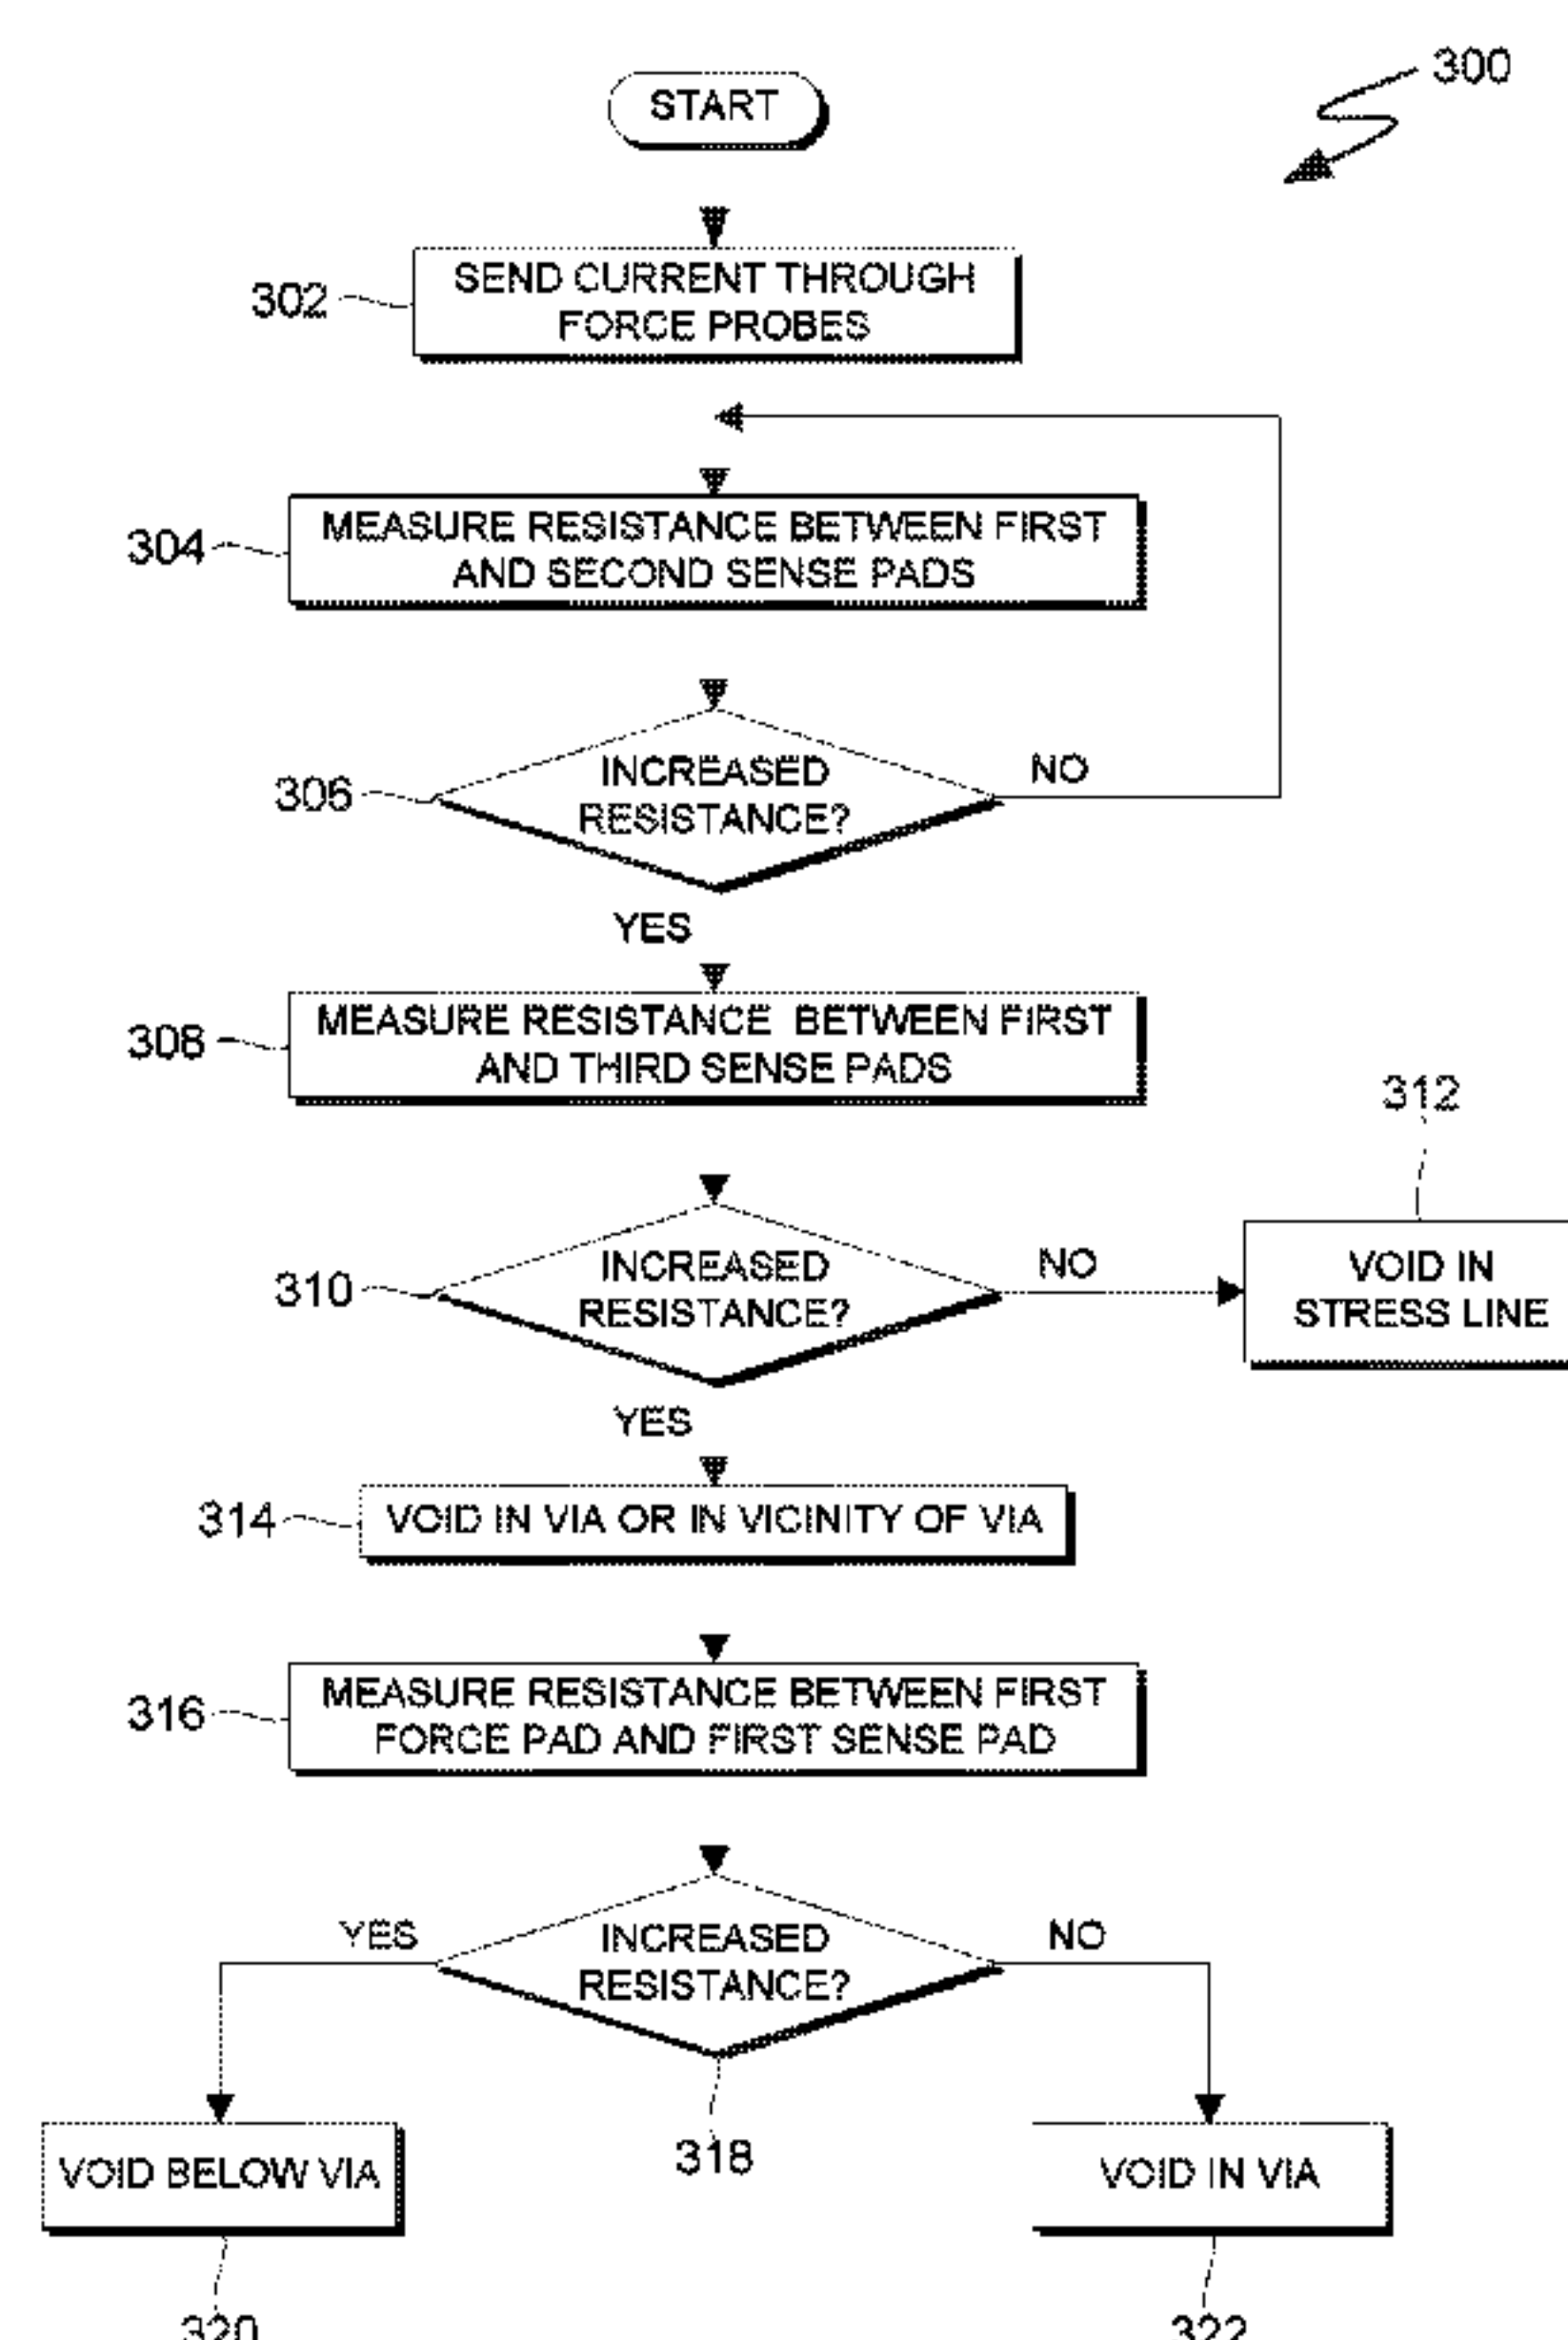 300
START
302
SEND CURRENT THROUGH
FORCE PROBES
304
MEASURE RESISTANCE BETWEEN FIRST
AND SECOND SENSE PADS
306
INCREASED
RESISTANCE?
NO
YES
308
MEASURE RESISTANCE BETWEEN FIRST
AND THIRD SENSE PADS
312
310
INCREASED
RESISTANCE?
NO
VOID IN
STRESS LINE
YES
314
VOID IN VIA OR IN VICINITY OF VIA
316
MEASURE RESISTANCE BETWEEN FIRST
FORCE PAD AND FIRST SENSE PAD
YES
INCREASED
RESISTANCE?
NO
318
VOID BELOW VIA
VOID IN VIA
320
322